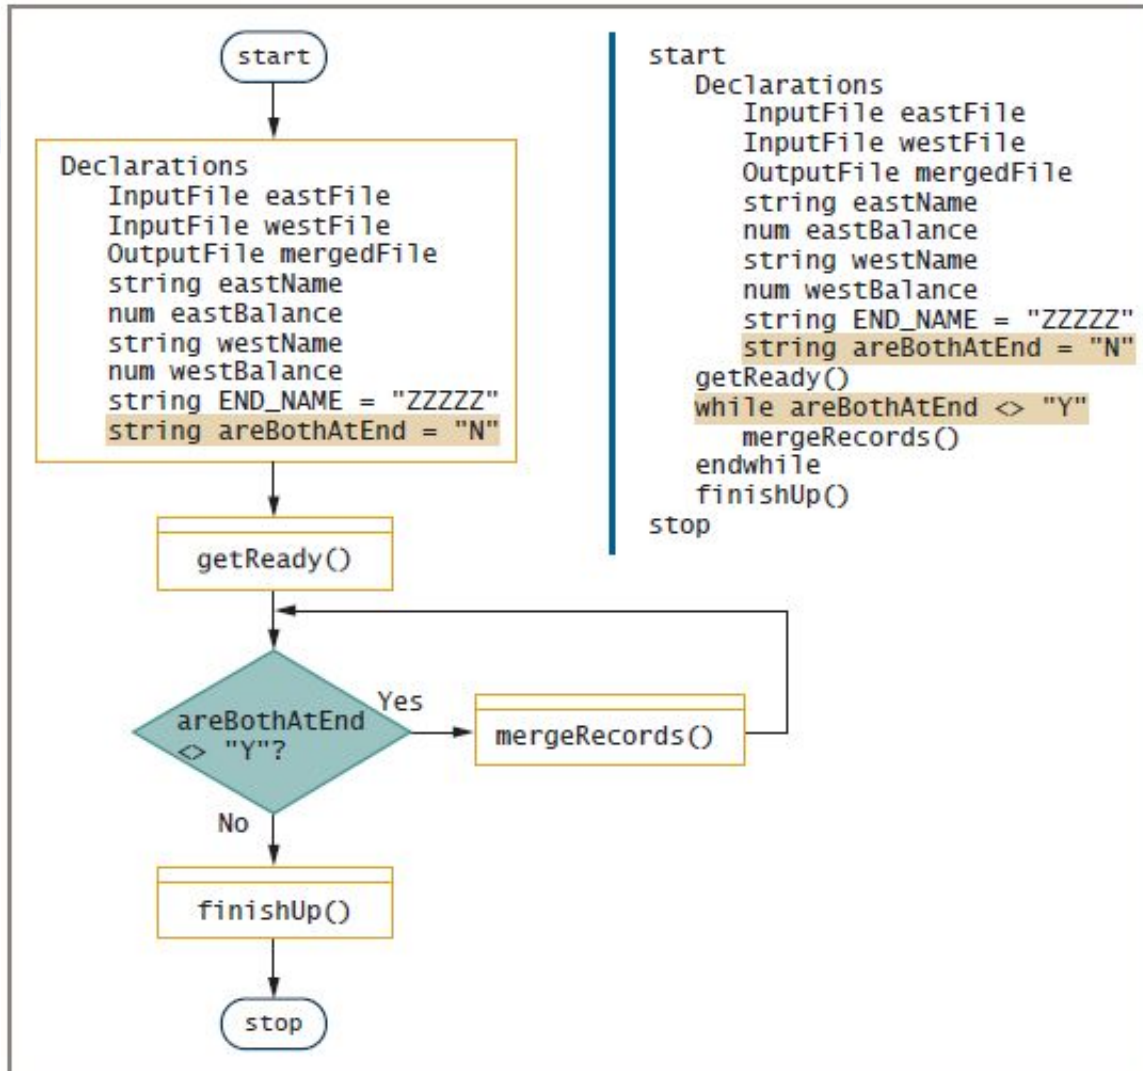 start
Declarations
InputFile eastFile
InputFile westFile
OutputFile mergedFile
string eastName
num eastBalance
string westName
num westBalance
string END_NAME = "ZZZZZ"
string areBothAtEnd = "N"
getReady()
areBothAtEnd
<> "Y"?
Yes
mergeRecords()
No
finishUp()
stop
start
Declarations
InputFile eastFile
InputFile westFile
OutputFile mergedFile
string eastName
num eastBalance
string westName
num westBalance
string END_NAME = "ZZZZZ"
string areBothAtEnd = "N"
getReady()
while areBothAtEnd <> "Y"
mergeRecords()
endwhile
finishUp()
stop